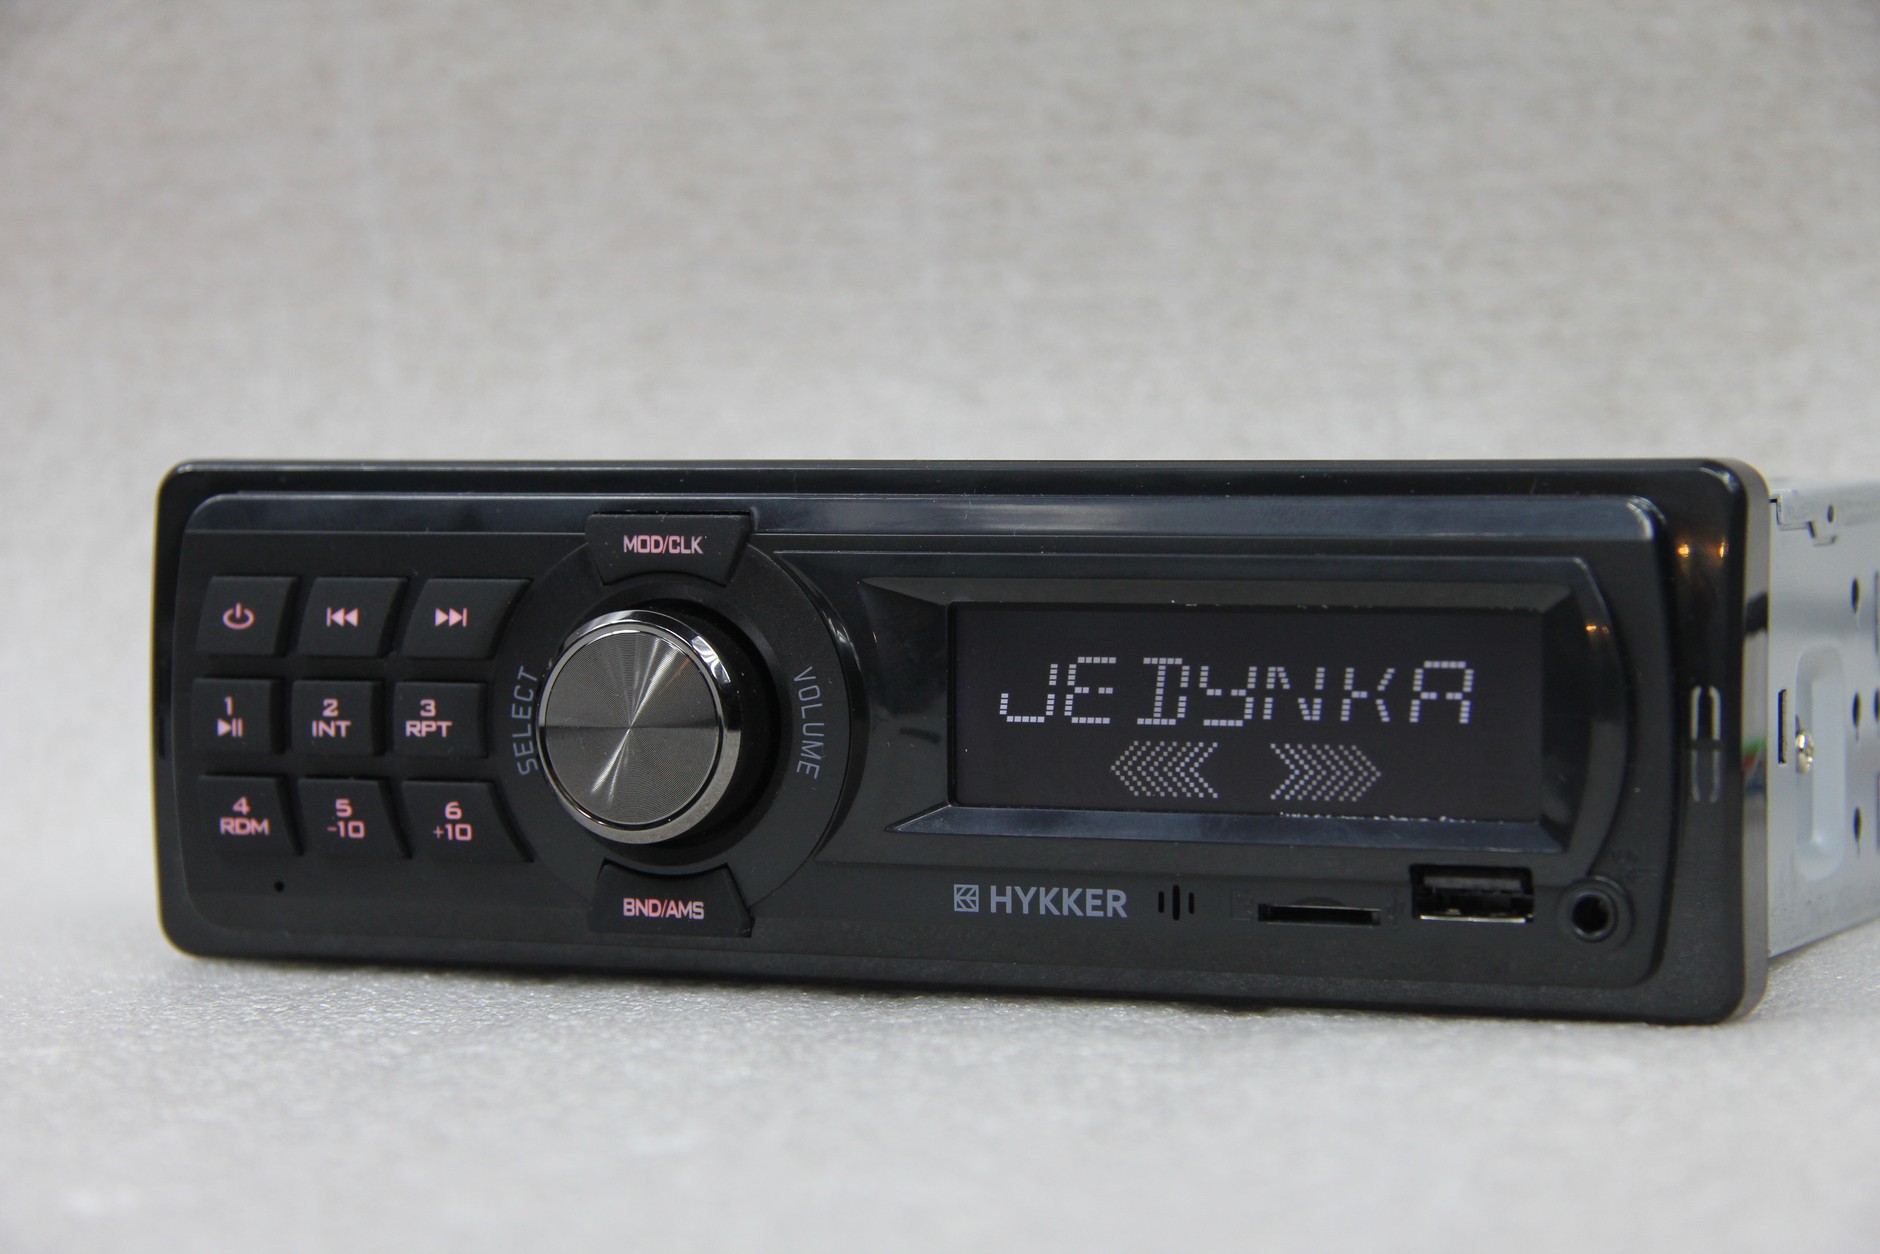 MOD/CLK
1
2
INT
3
RPT
4
RDM
5
-10
6
+10
SELECT
VOLUME
BND/AMS
JEDYNKA
HYKKER